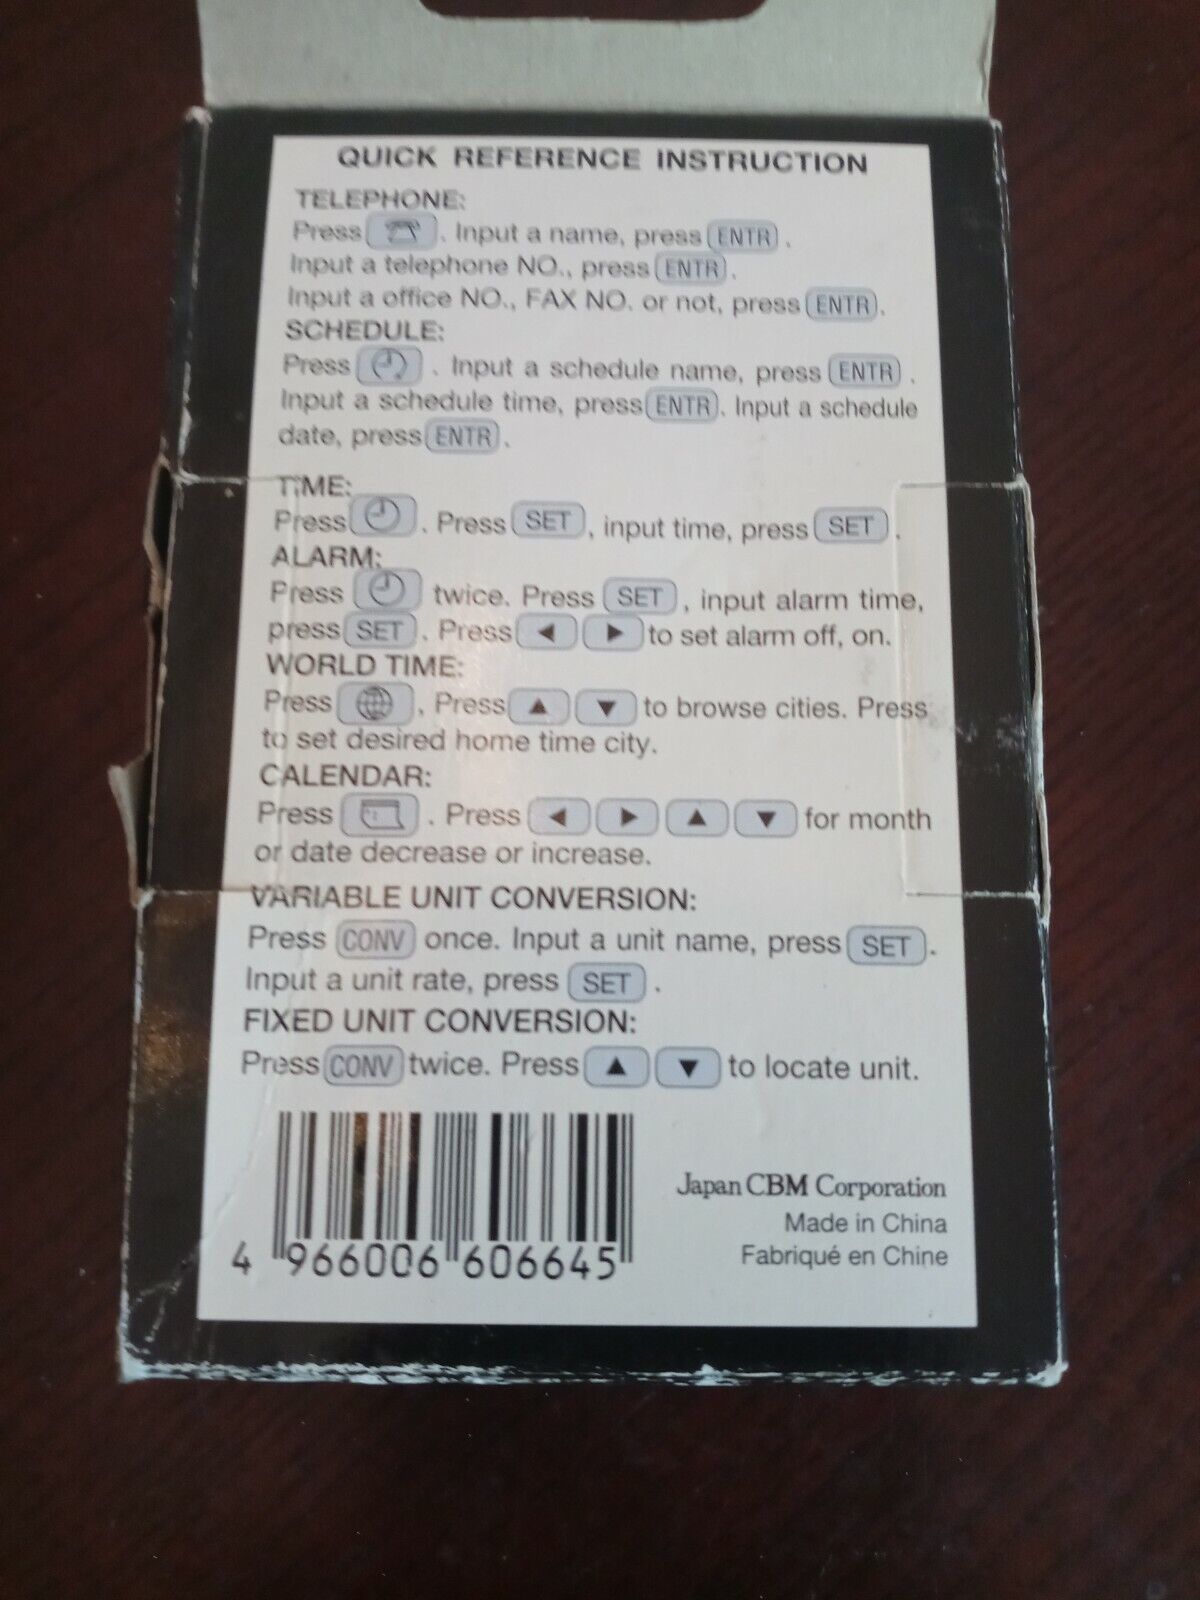 QUICK REFERENCE INSTRUCTION
TELEPHONE:
Press . Input a name, press ENTR .
Input a telephone NO., press ENTR .
Input a office NO., FAX NO. or not, press ENTR.
SCHEDULE:
Press . Input a schedule name, press ENTR .
Input a schedule time, press ENTR. Input a schedule
date, press ENTR .
TIME:
Press . Press SET , input time, press SET .
ALARM:
Press twice. Press SET , input alarm time,
press SET . Press ◄ ► to set alarm off, on.
WORLD TIME:
Press . Press ▲ ▼ to browse cities. Press
to set desired home time city.
CALENDAR:
Press . Press ◄ ► ▲ ▼ for month
or date decrease or increase.
VARIABLE UNIT CONVERSION:
Press CONV once. Input a unit name, press SET .
Input a unit rate, press SET .
FIXED UNIT CONVERSION:
Press CONV twice. Press ▲ ▼ to locate unit.
Japan CBM Corporation
Made in China
Fabriqué en Chine
4 966006 606645